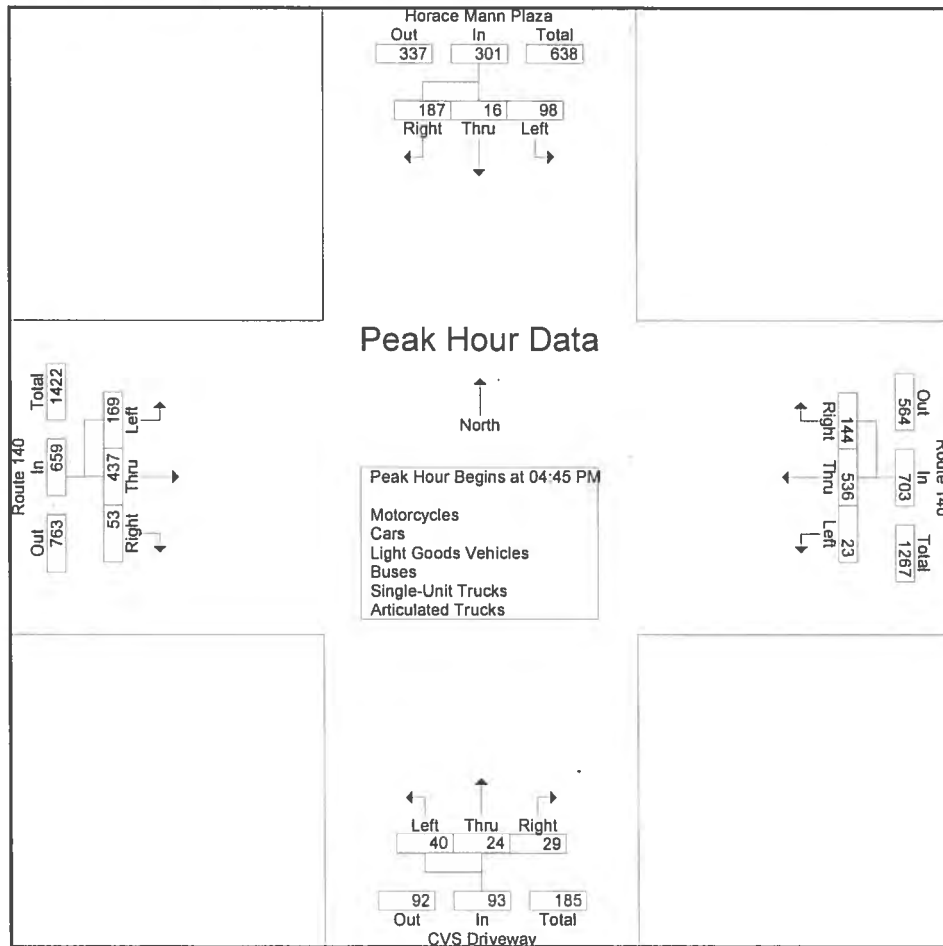 Horace Mann Plaza
Out In Total
337 301 638
187 16 98
Right Thru Left
Peak Hour Data
North
Peak Hour Begins at 04:45 PM
Motorcycles
Cars
Light Goods Vehicles
Buses
Single-Unit Trucks
Articulated Trucks
Route 140
Total In Out
1422 659 763
169 437 53
Left Thru Right
Right Thru Left
144 536 23
Out In Total
564 703 1267
Route 140
Left Thru Right
40 24 29
92 93 185
Out In Total
CVS Driveway